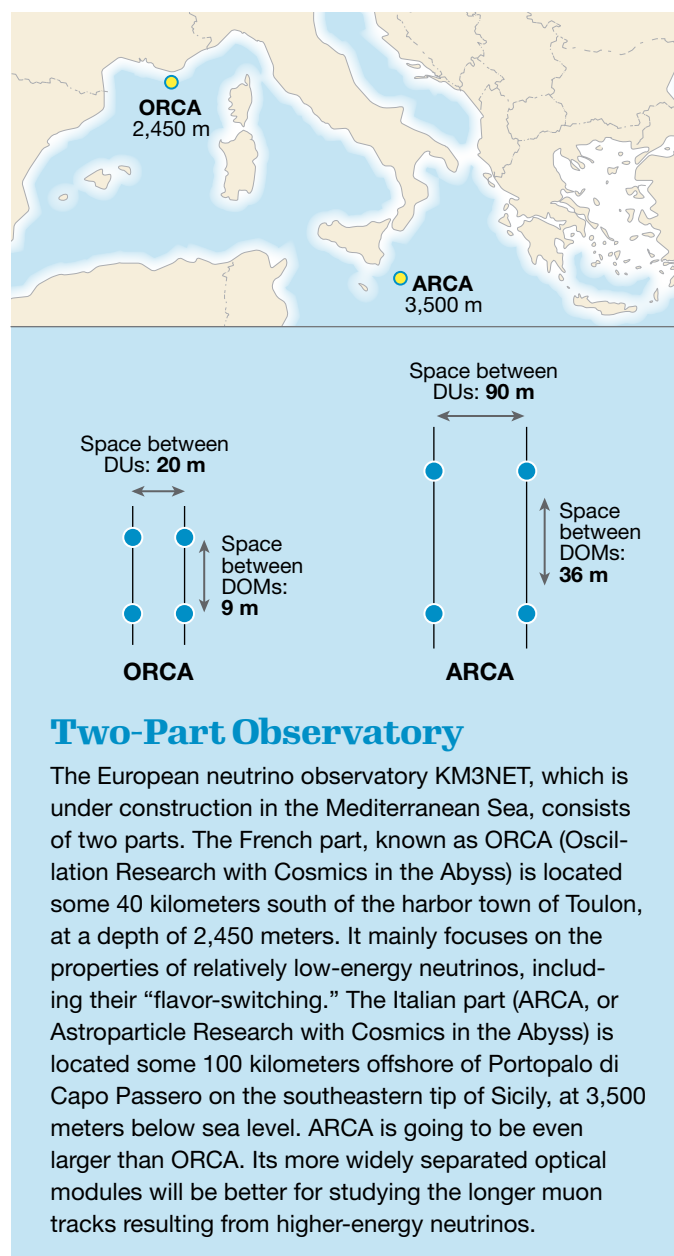 ORCA
2,450 m
ARCA
3,500 m
Space between
DUs: 90 m
Space between
DUs: 20 m
Space
between
DOMs:
9 m
Space
between
DOMs:
36 m
ORCA
ARCA
Two-Part Observatory
The European neutrino observatory KM3NET, which is
under construction in the Mediterranean Sea, consists
of two parts. The French part, known as ORCA (Oscil-
lation Research with Cosmics in the Abyss) is located
some 40 kilometers south of the harbor town of Toulon,
at a depth of 2,450 meters. It mainly focuses on the
properties of relatively low-energy neutrinos, includ-
ing their “flavor-switching.” The Italian part (ARCA, or
Astroparticle Research with Cosmics in the Abyss) is
located some 100 kilometers offshore of Portopalo di
Capo Passero on the southeastern tip of Sicily, at 3,500
meters below sea level. ARCA is going to be even
larger than ORCA. Its more widely separated optical
modules will be better for studying the longer muon
tracks resulting from higher-energy neutrinos.